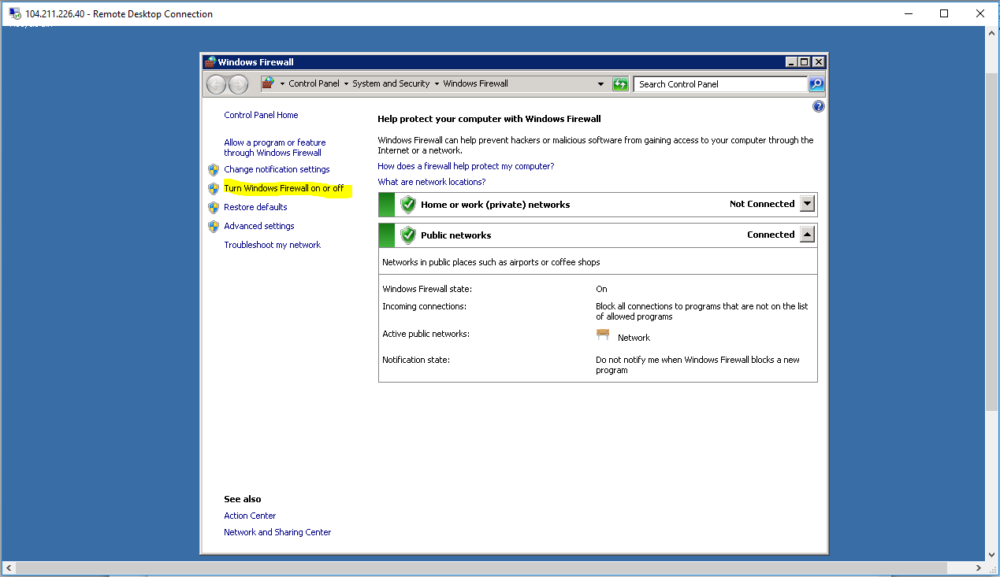 104.211.226.40 - Remote Desktop Connection
Windows Firewall
Control Panel System and Security Windows Firewall
Search Control Panel
Control Panel Home
Allow a program or feature
through Windows Firewall
Change notification settings
Turn Windows Firewall on or off
Restore defaults
Advanced settings
Troubleshoot my network
Help protect your computer with Windows Firewall
Windows Firewall can help prevent hackers or malicious software from gaining access to your computer through the
Internet or a network.
How does a firewall help protect my computer?
What are network locations?
Home or work (private) networks Not Connected
Public networks Connected
Networks in public places such as airports or coffee shops
Windows Firewall state: On
Incoming connections: Block all connections to programs that are not on the list
of allowed programs
Active public networks: Network
Notification state: Do not notify me when Windows Firewall blocks a new
program
See also
Action Center
Network and Sharing Center